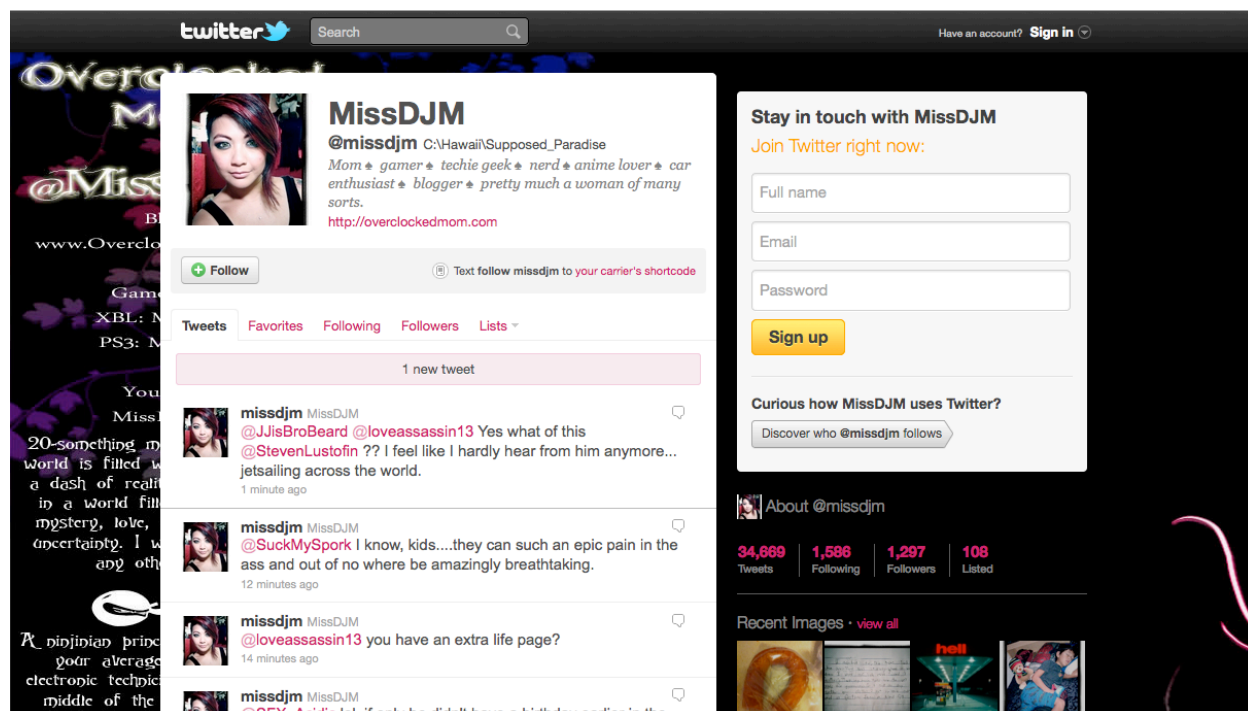 twitter
Search
Have an account? Sign in
Overclocked
@Miss
www.Overclo
XBL:
PS3:
You
20-something
world is filled
a dash of
in a world
mystery, love,
uncertainty. I
any
A ninjinian
your average
electronic
middle of the
MissDJM
@missdjm C:\Hawaii\Supposed_Paradise
Mom ♠ gamer ♠ techie geek ♠ nerd ♠ anime lover ♠ car
enthusiast ♠ blogger ♠ pretty much a woman of many
sorts.
http://overclockedmom.com
Follow
Text follow missdjm to your carrier's shortcode
Tweets Favorites Following Followers Lists
1 new tweet
missdjm MissDJM
@JJisBroBeard @loveassassin13 Yes what of this
@StevenLustofin ?? I feel like I hardly hear from him anymore...
jetsailing across the world.
1 minute ago
missdjm MissDJM
@SuckMySpork I know, kids....they can such an epic pain in the
ass and out of no where be amazingly breathtaking.
12 minutes ago
missdjm MissDJM
@loveassassin13 you have an extra life page?
14 minutes ago
missdjm MissDJM
Stay in touch with MissDJM
Join Twitter right now:
Full name
Email
Password
Sign up
Curious how MissDJM uses Twitter?
Discover who @missdjm follows
About @missdjm
34,669 1,586 1,297 108
Tweets Following Followers Listed
Recent Images · view all
hell